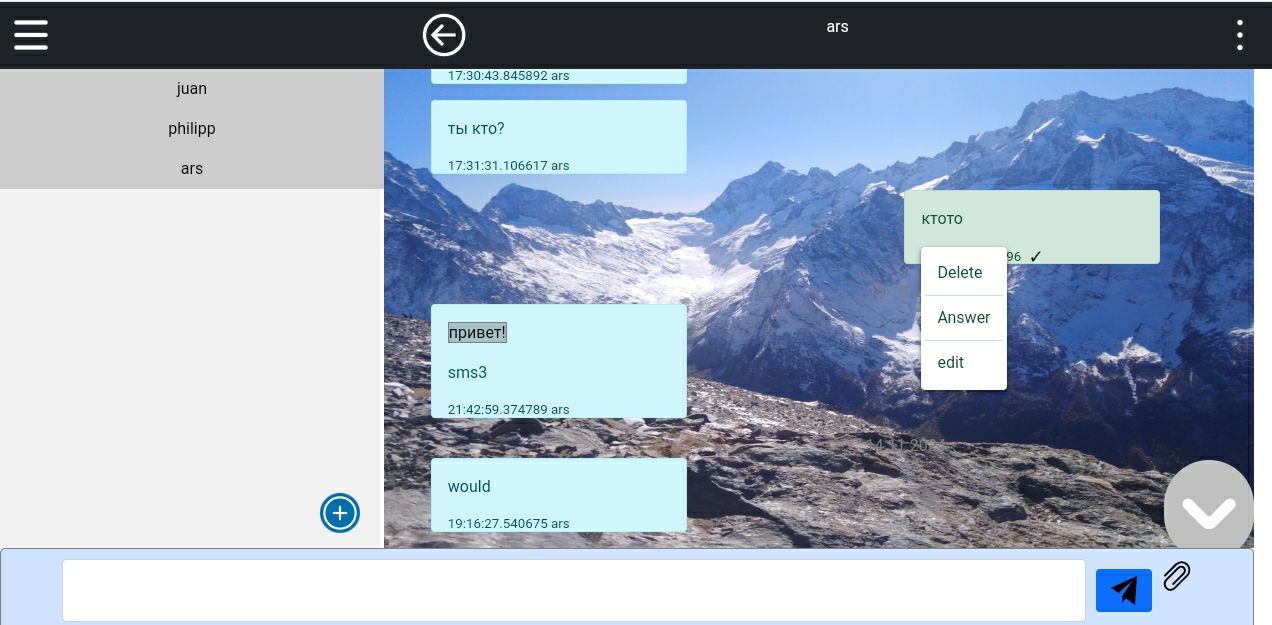 ars
juan
philipp
ars
17:30:43.845892 ars
ты кто?
17:31:31.106617 ars
ктото
96 ✓
Delete
Answer
edit
привет!
sms3
21:42:59.374789 ars
would
19:16:27.540675 ars